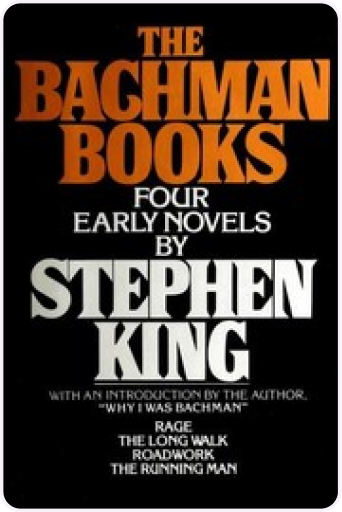 THE
BACHMAN
BOOKS
FOUR
EARLY NOVELS
BY
STEPHEN
KING
WITH AN INTRODUCTION BY THE AUTHOR,
"WHY I WAS BACHMAN"
RAGE
THE LONG WALK
ROADWORK
THE RUNNING MAN